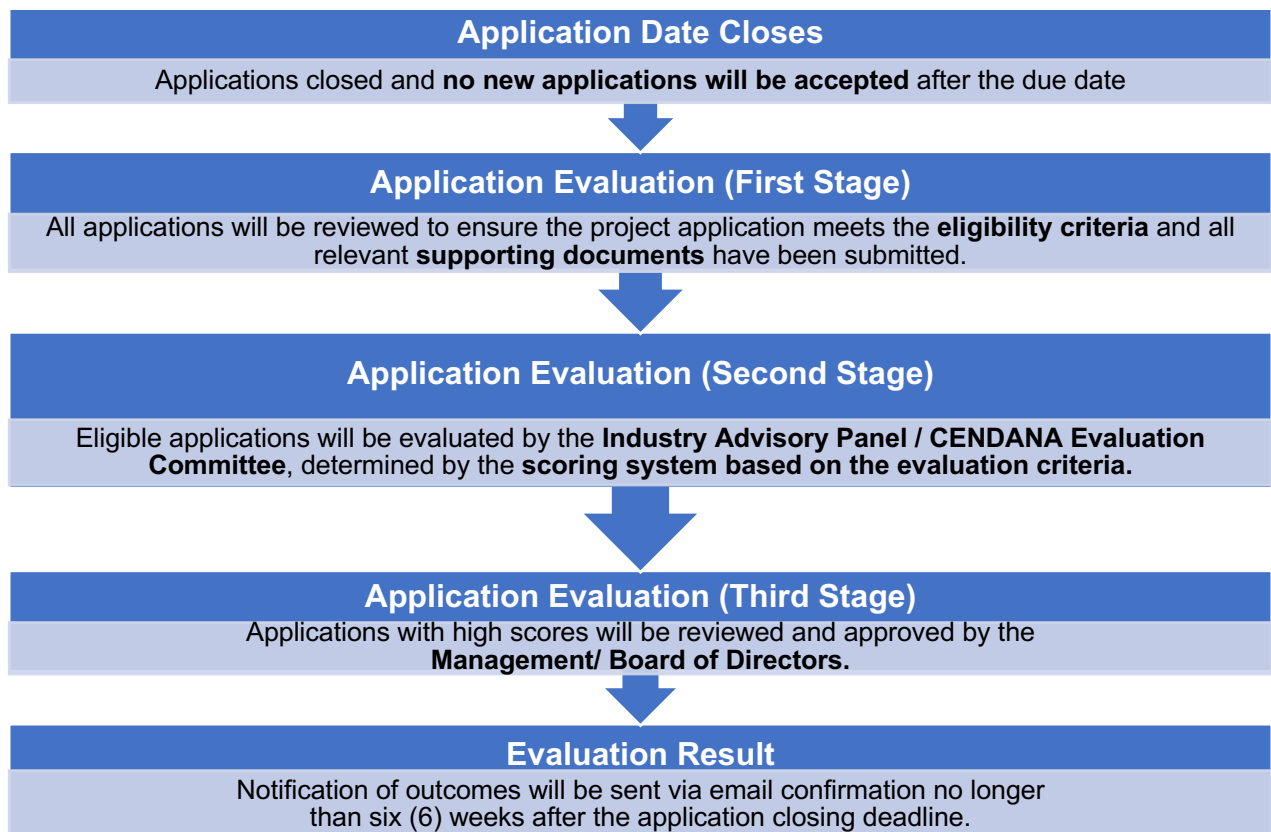 Application Date Closes
Applications closed and no new applications will be accepted after the due date
Application Evaluation (First Stage)
All applications will be reviewed to ensure the project application meets the eligibility criteria and all
relevant supporting documents have been submitted.
Application Evaluation (Second Stage)
Eligible applications will be evaluated by the Industry Advisory Panel / CENDANA Evaluation
Committee, determined by the scoring system based on the evaluation criteria.
Application Evaluation (Third Stage)
Applications with high scores will be reviewed and approved by the
Management/ Board of Directors.
Evaluation Result
Notification of outcomes will be sent via email confirmation no longer
than six (6) weeks after the application closing deadline.